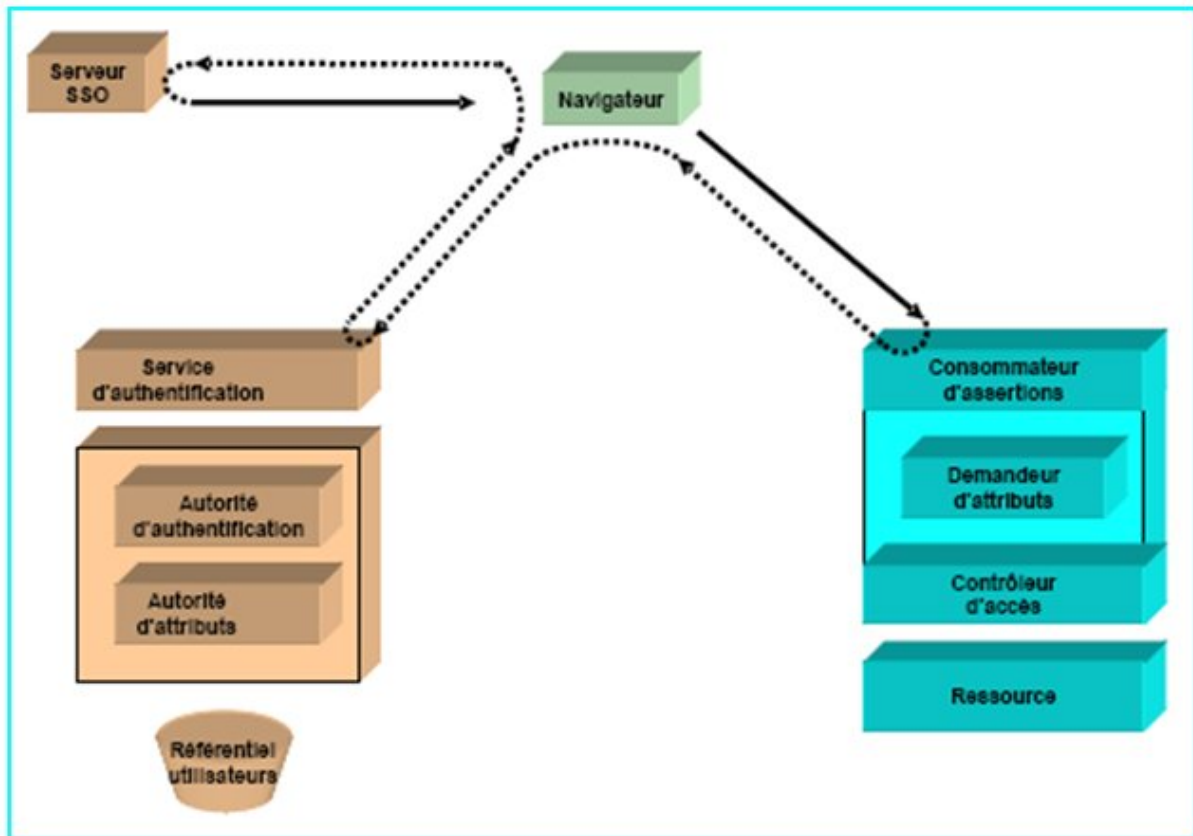 Serveur
SSO
Navigateur
Service
d'authentification
Autorité
d'authentification
Autorité
d'attributs
Référentiel
utilisateurs
Consommateur
d'assertions
Demandeur
d'attributs
Contrôleur
d'accès
Ressource